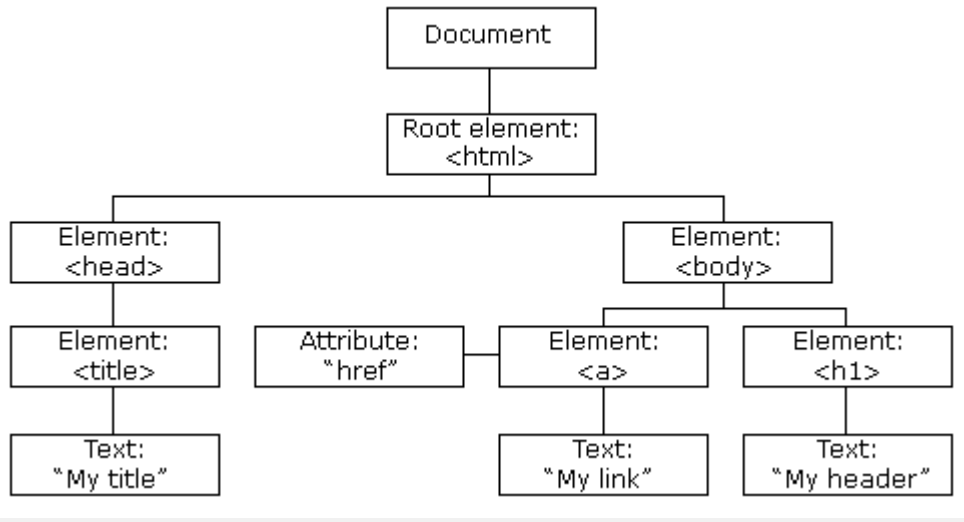 Document
Root element:
<html>
Element:
<head>
Element:
<body>
Element:
<title>
Attribute:
“href”
Element:
<a>
Element:
<h1>
Text:
“My title”
Text:
“My link”
Text:
“My header”